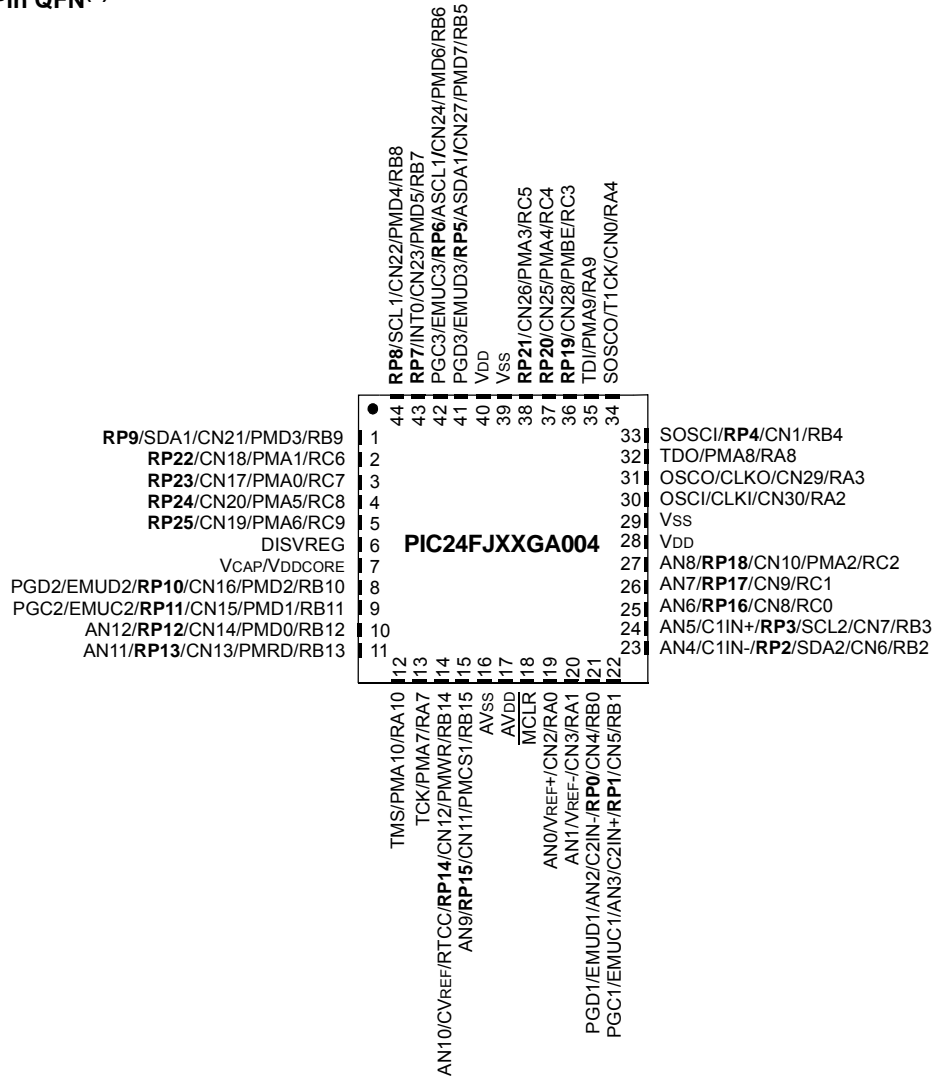 QFN
RP8/SCL1/CN22/PMD4/RB8
RP7/INT0/CN23/PMD5/RB7
PGC3/EMUC3/RP6/ASCL1/CN24/PMD6/RB6
PGD3/EMUD3/RP5/ASDA1/CN27/PMD7/RB5
VDD
VSS
RP21/CN26/PMA3/RC5
RP20/CN25/PMA4/RC4
RP19/CN28/PMBE/RC3
TDI/PMA9/RA9
SOSCO/T1CK/CN0/RA4
44 43 42 41 40 39 38 37 36 35 34
RP9/SDA1/CN21/PMD3/RB9 1
RP22/CN18/PMA1/RC6 2
RP23/CN17/PMA0/RC7 3
RP24/CN20/PMA5/RC8 4
RP25/CN19/PMA6/RC9 5
DISVREG 6
VCAP/VDDCORE 7
PGD2/EMUD2/RP10/CN16/PMD2/RB10 8
PGC2/EMUC2/RP11/CN15/PMD1/RB11 9
AN12/RP12/CN14/PMD0/RB12 10
AN11/RP13/CN13/PMRD/RB13 11
PIC24FJXXGA004
33 SOSCI/RP4/CN1/RB4
32 TDO/PMA8/RA8
31 OSCO/CLKO/CN29/RA3
30 OSCI/CLKI/CN30/RA2
29 VSS
28 VDD
27 AN8/RP18/CN10/PMA2/RC2
26 AN7/RP17/CN9/RC1
25 AN6/RP16/CN8/RC0
24 AN5/C1IN+/RP3/SCL2/CN7/RB3
23 AN4/C1IN-/RP2/SDA2/CN6/RB2
12 13 14 15 16 17 18 19 20 21 22
TMS/PMA10/RA10
TCK/PMA7/RA7
AN10/CVREF/RTCC/RP14/CN12/PMWR/RB14
AN9/RP15/CN11/PMCS1/RB15
AVSS
AVDD
MCLR
AN0/VREF+/CN2/RA0
AN1/VREF-/CN3/RA1
PGD1/EMUD1/AN2/C2IN-/RP0/CN4/RB0
PGC1/EMUC1/AN3/C2IN+/RP1/CN5/RB1